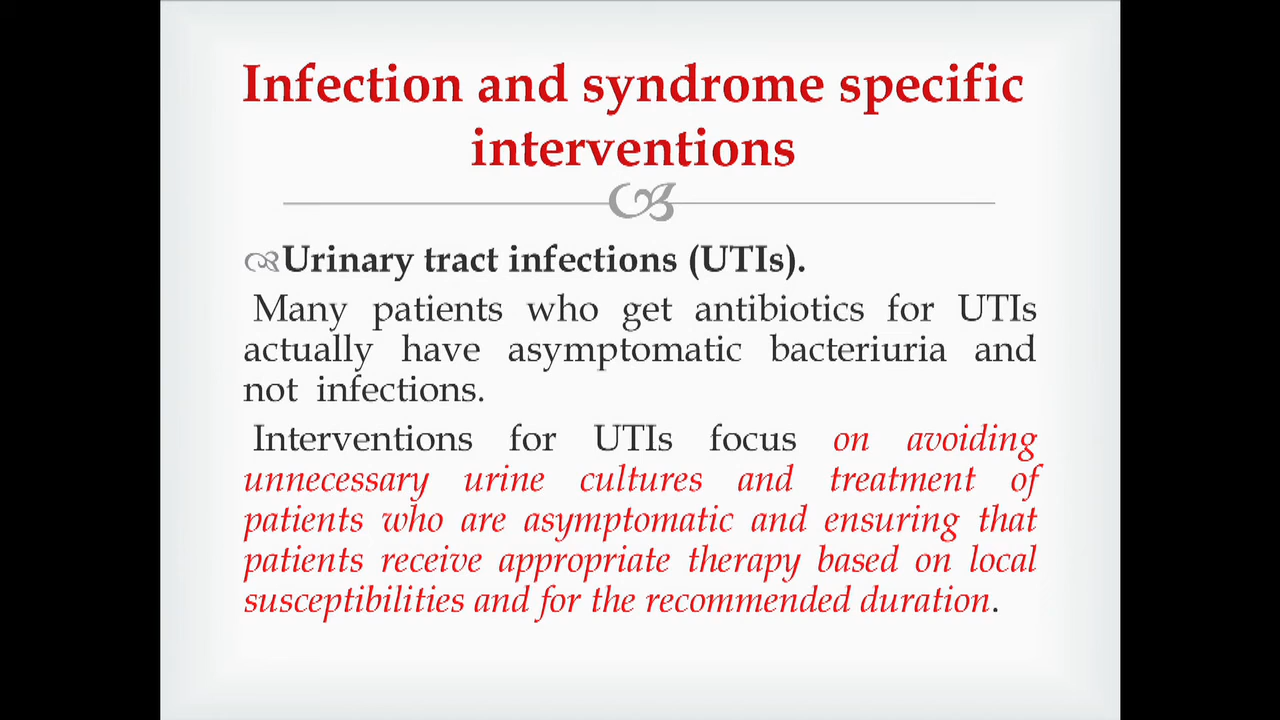 Infection and syndrome specific
interventions
Urinary tract infections (UTIs).
Many patients who get antibiotics for UTIs
actually have asymptomatic bacteriuria and
not infections.
Interventions for UTIs focus on avoiding
unnecessary urine cultures and treatment of
patients who are asymptomatic and ensuring that
patients receive appropriate therapy based on local
susceptibilities and for the recommended duration.